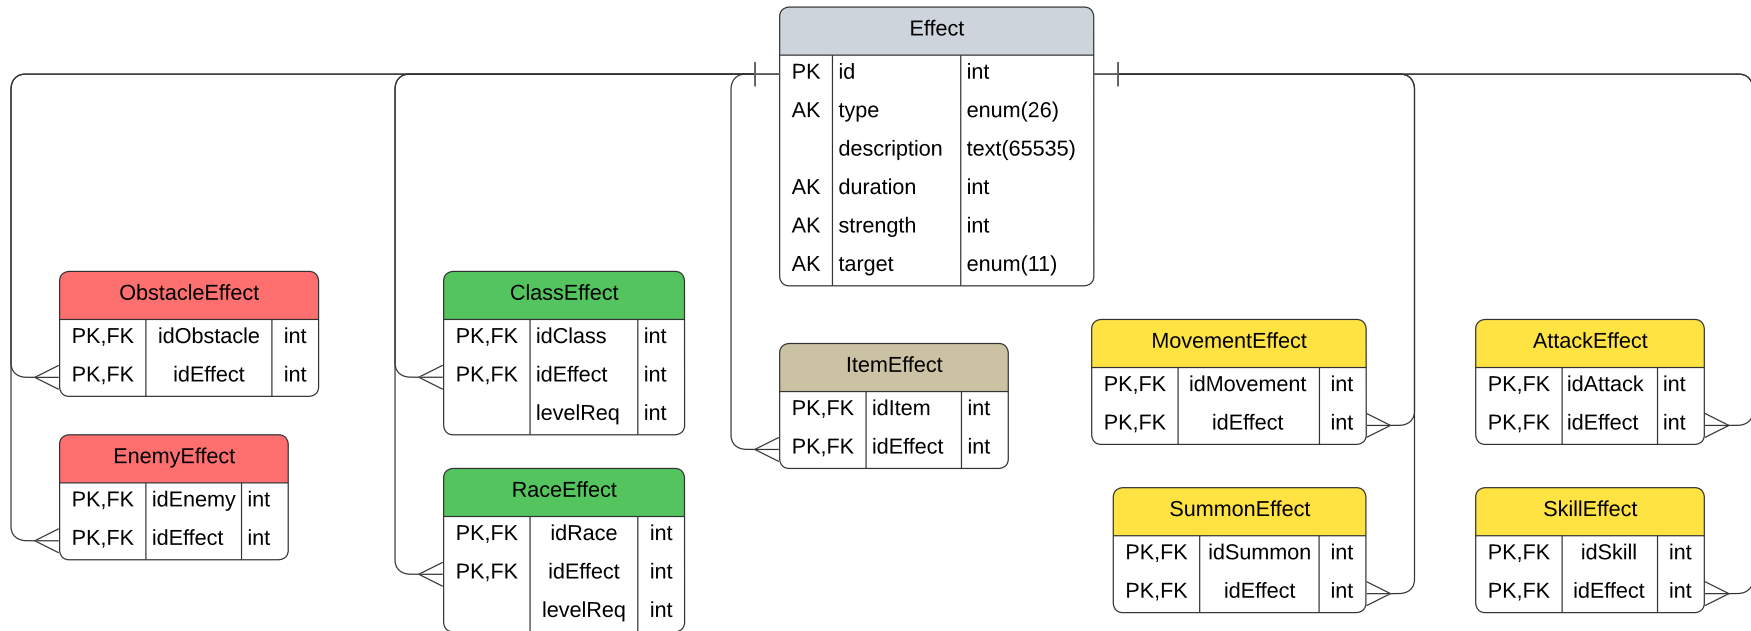 Effect
PK id int
AK type enum(26)
description text(65535)
AK duration int
AK strength int
AK target enum(11)
ObstacleEffect
PK,FK idObstacle int
PK,FK idEffect int
EnemyEffect
PK,FK idEnemy int
PK,FK idEffect int
ClassEffect
PK,FK idClass int
PK,FK idEffect int
levelReq int
RaceEffect
PK,FK idRace int
PK,FK idEffect int
levelReq int
ItemEffect
PK,FK idItem int
PK,FK idEffect int
MovementEffect
PK,FK idMovement int
PK,FK idEffect int
SummonEffect
PK,FK idSummon int
PK,FK idEffect int
AttackEffect
PK,FK idAttack int
PK,FK idEffect int
SkillEffect
PK,FK idSkill int
PK,FK idEffect int